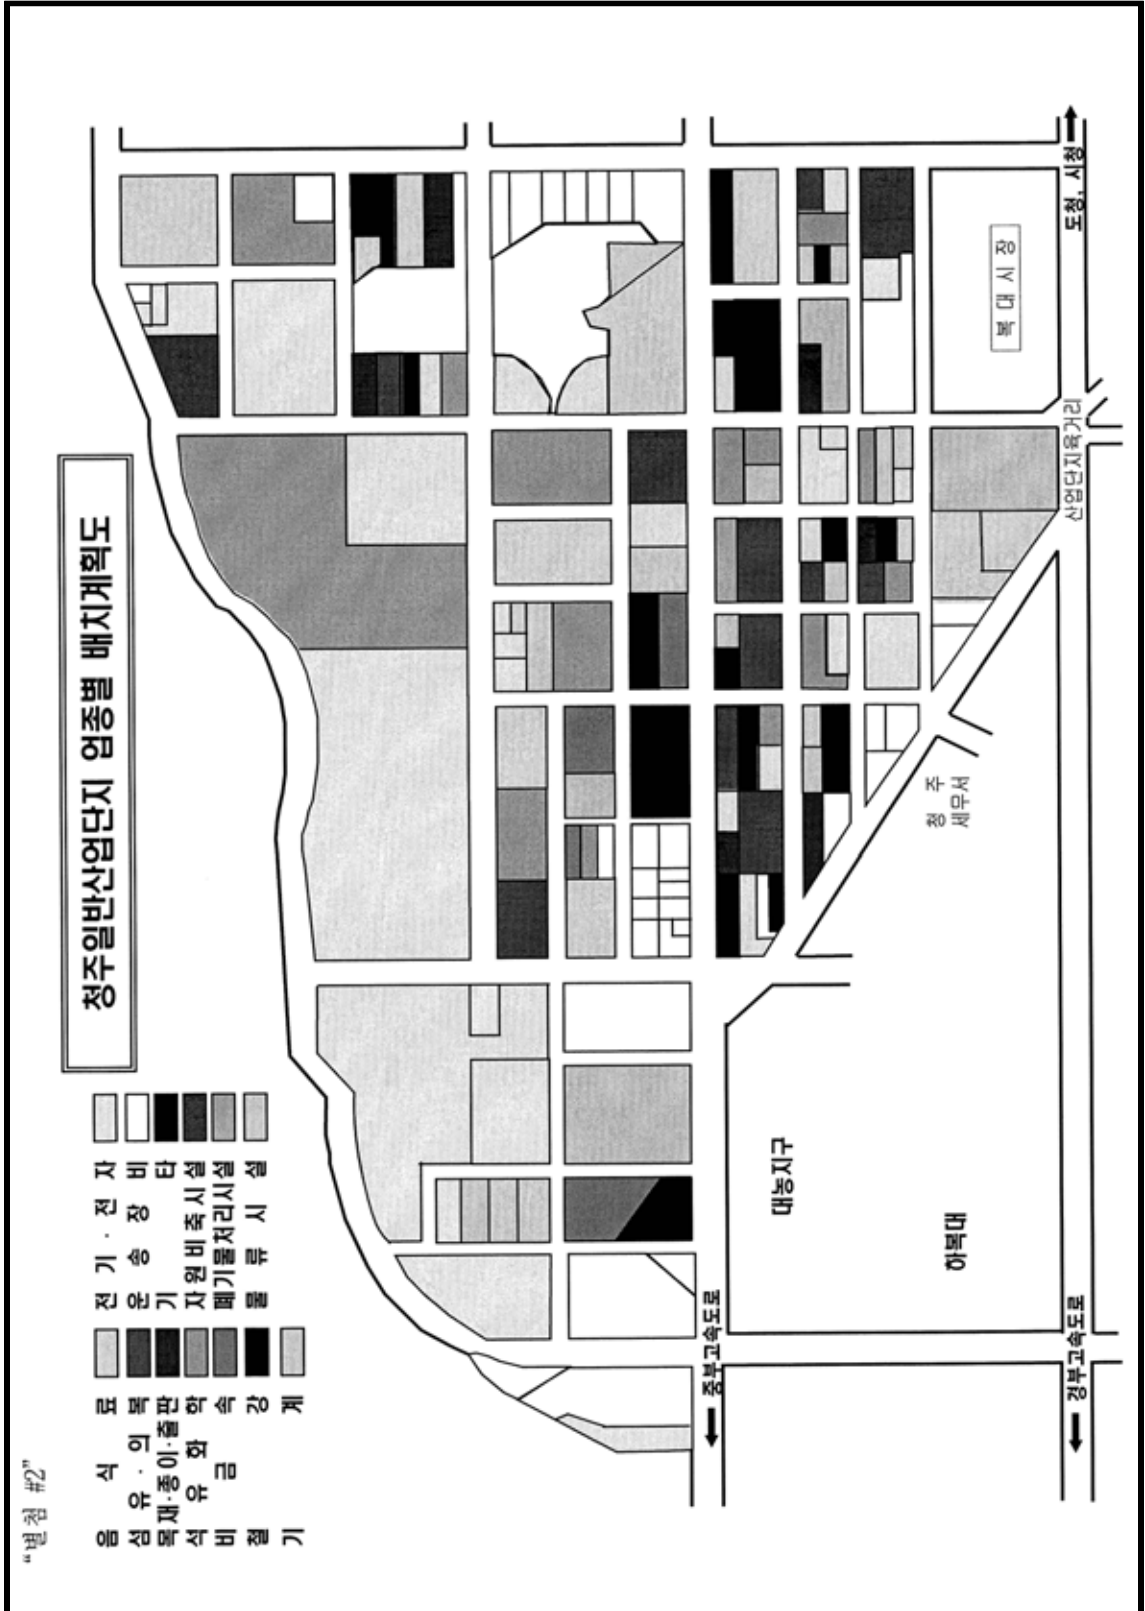 "별첨 #2"
청주일반산업단지 업종별 배치계획도
음식료
섬유·의복
목재·종이·출판
석유화학
비금속
철강
기계
전기·전자
운송장비
기타
자원비축시설
폐기물처리시설
물류시설
도청, 시청
복대시장
산업단지육거리
청주
세무서
대농지구
하복대
중부고속도로
경부고속도로